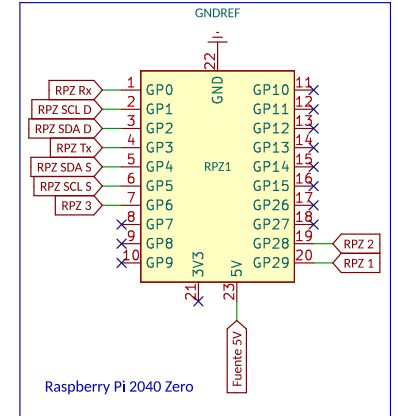 GNDREF
22
GND
RPZ Rx 1 GP0 GP10 11
RPZ SCL D 2 GP1 GP11 12
RPZ SDA D 3 GP2 GP12 13
RPZ Tx 4 GP3 GP13 14
RPZ SDA S 5 GP4 RPZ1 GP14 15
RPZ SCL S 6 GP5 GP15 16
RPZ 3 7 GP6 GP26 17
8 GP7 GP27 18
9 GP8 GP28 19 RPZ 2
10 GP9 GP29 20 RPZ 1
3V3 5V
21 23
Fuente 5V
Raspberry Pi 2040 Zero